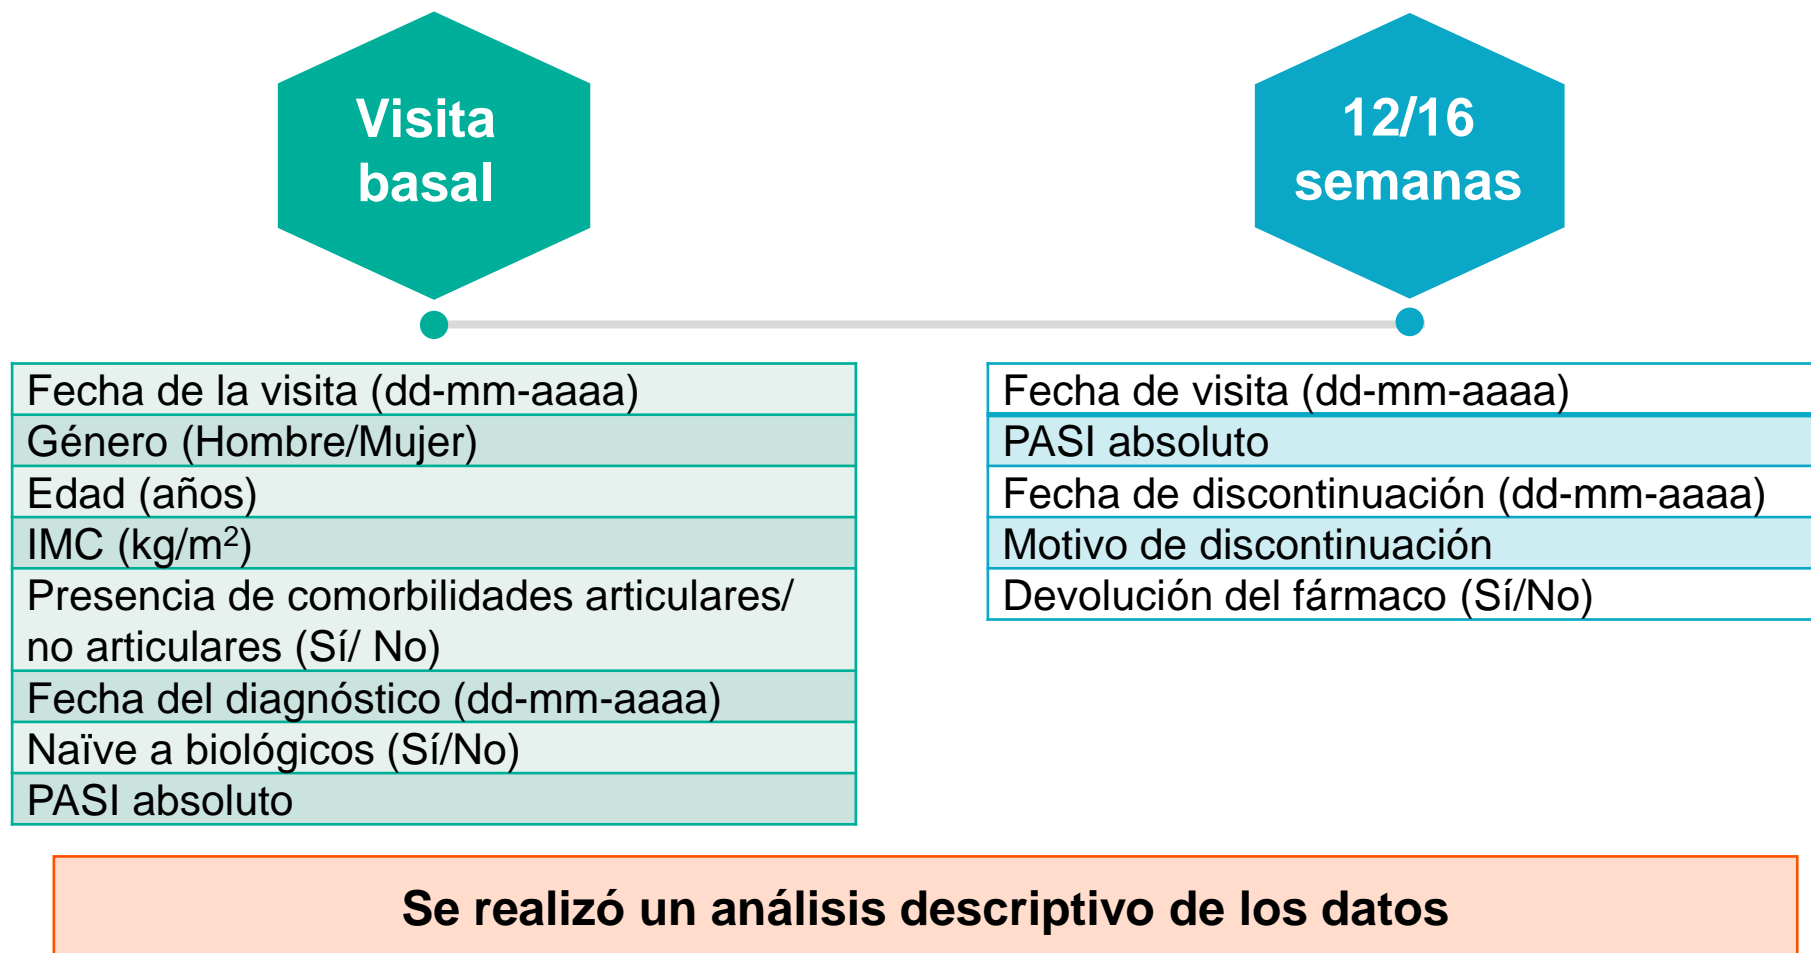 Visita
basal
12/16
semanas
Fecha de la visita (dd-mm-aaaa)
Género (Hombre/Mujer)
Edad (años)
IMC (kg/m²)
Presencia de comorbilidades articulares/
no articulares (Sí/ No)
Fecha del diagnóstico (dd-mm-aaaa)
Naïve a biológicos (Sí/No)
PASI absoluto
Fecha de visita (dd-mm-aaaa)
PASI absoluto
Fecha de discontinuación (dd-mm-aaaa)
Motivo de discontinuación
Devolución del fármaco (Sí/No)
Se realizó un análisis descriptivo de los datos